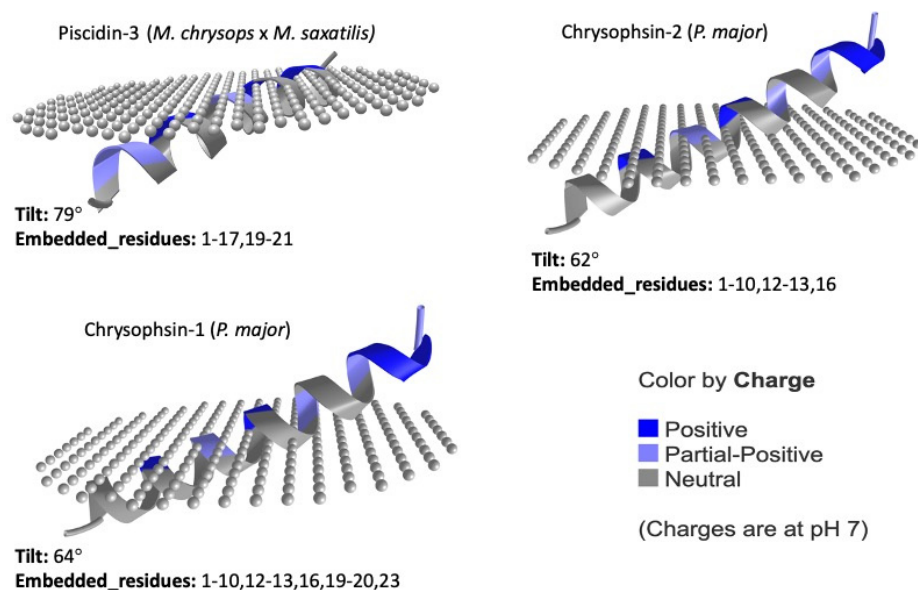 Piscidin-3 (M. chrysops x M. saxatilis)
Tilt: 79°
Embedded_residues: 1-17,19-21
Chrysophsin-2 (P. major)
Tilt: 62°
Embedded_residues: 1-10,12-13,16
Chrysophsin-1 (P. major)
Tilt: 64°
Embedded_residues: 1-10,12-13,16,19-20,23
Color by Charge
Positive
Partial-Positive
Neutral
(Charges are at pH 7)